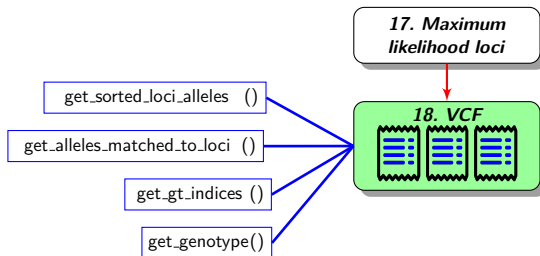 17. Maximum
likelihood loci
18. VCF
get_sorted_loci_alleles ()
get_alleles_matched_to_loci ()
get_gt_indices ()
get_genotype()